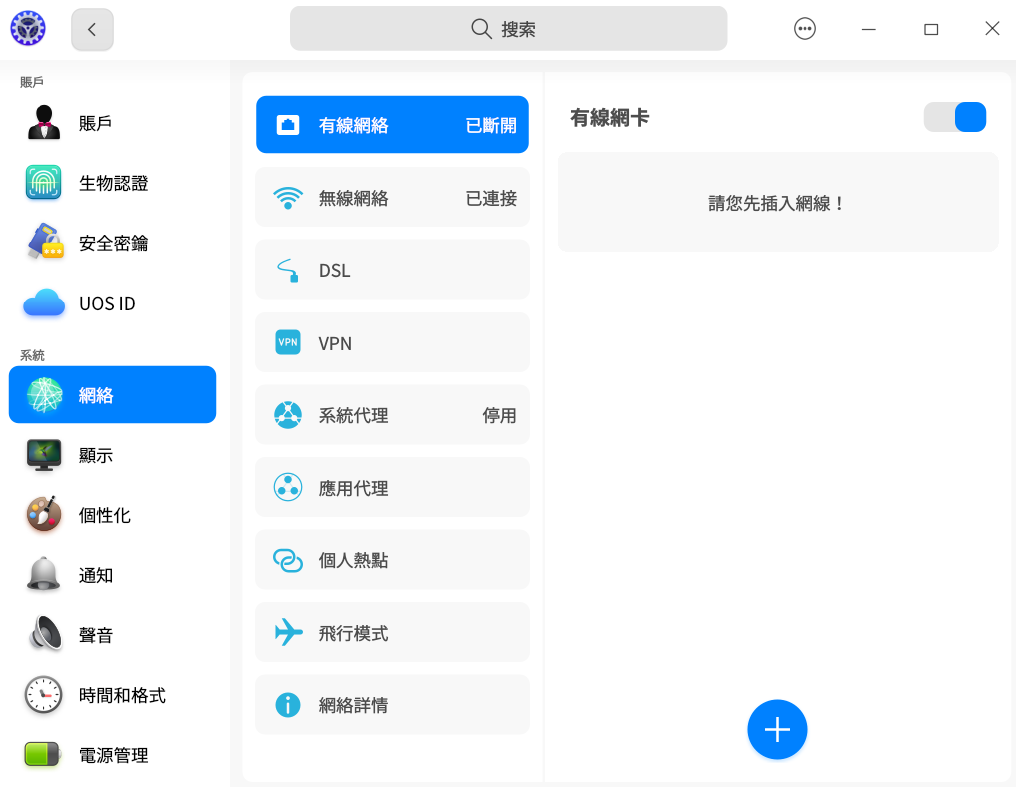 搜索
賬戶
賬戶
生物認證
安全密鑰
UOS ID
系統
網絡
顯示
個性化
通知
聲音
時間和格式
電源管理
有線網絡 已斷開
無線網絡 已連接
DSL
VPN VPN
系統代理 停用
應用代理
個人熱點
飛行模式
網絡詳情
有線網卡
請您先插入網線！